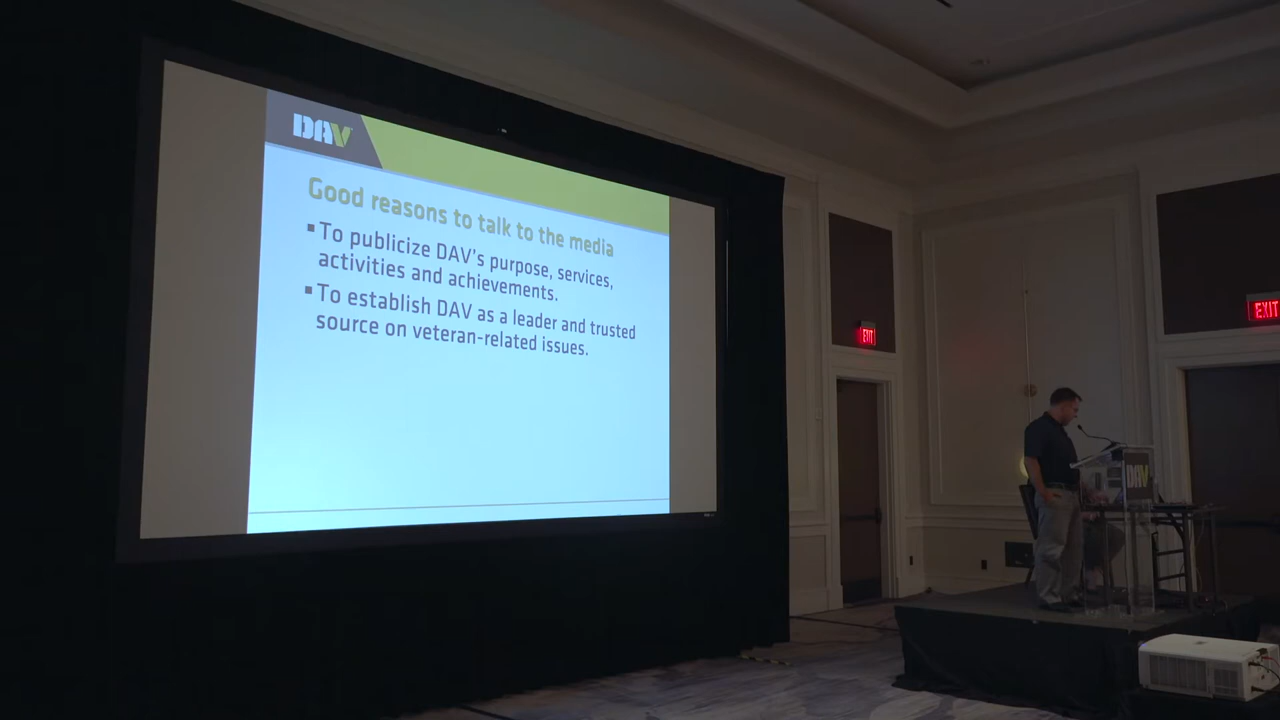 DAV
Good reasons to talk to the media
▪ To publicize DAV's purpose, services,
activities and achievements.
▪ To establish DAV as a leader and trusted
source on veteran-related issues.
EXIT
EXIT
DAV